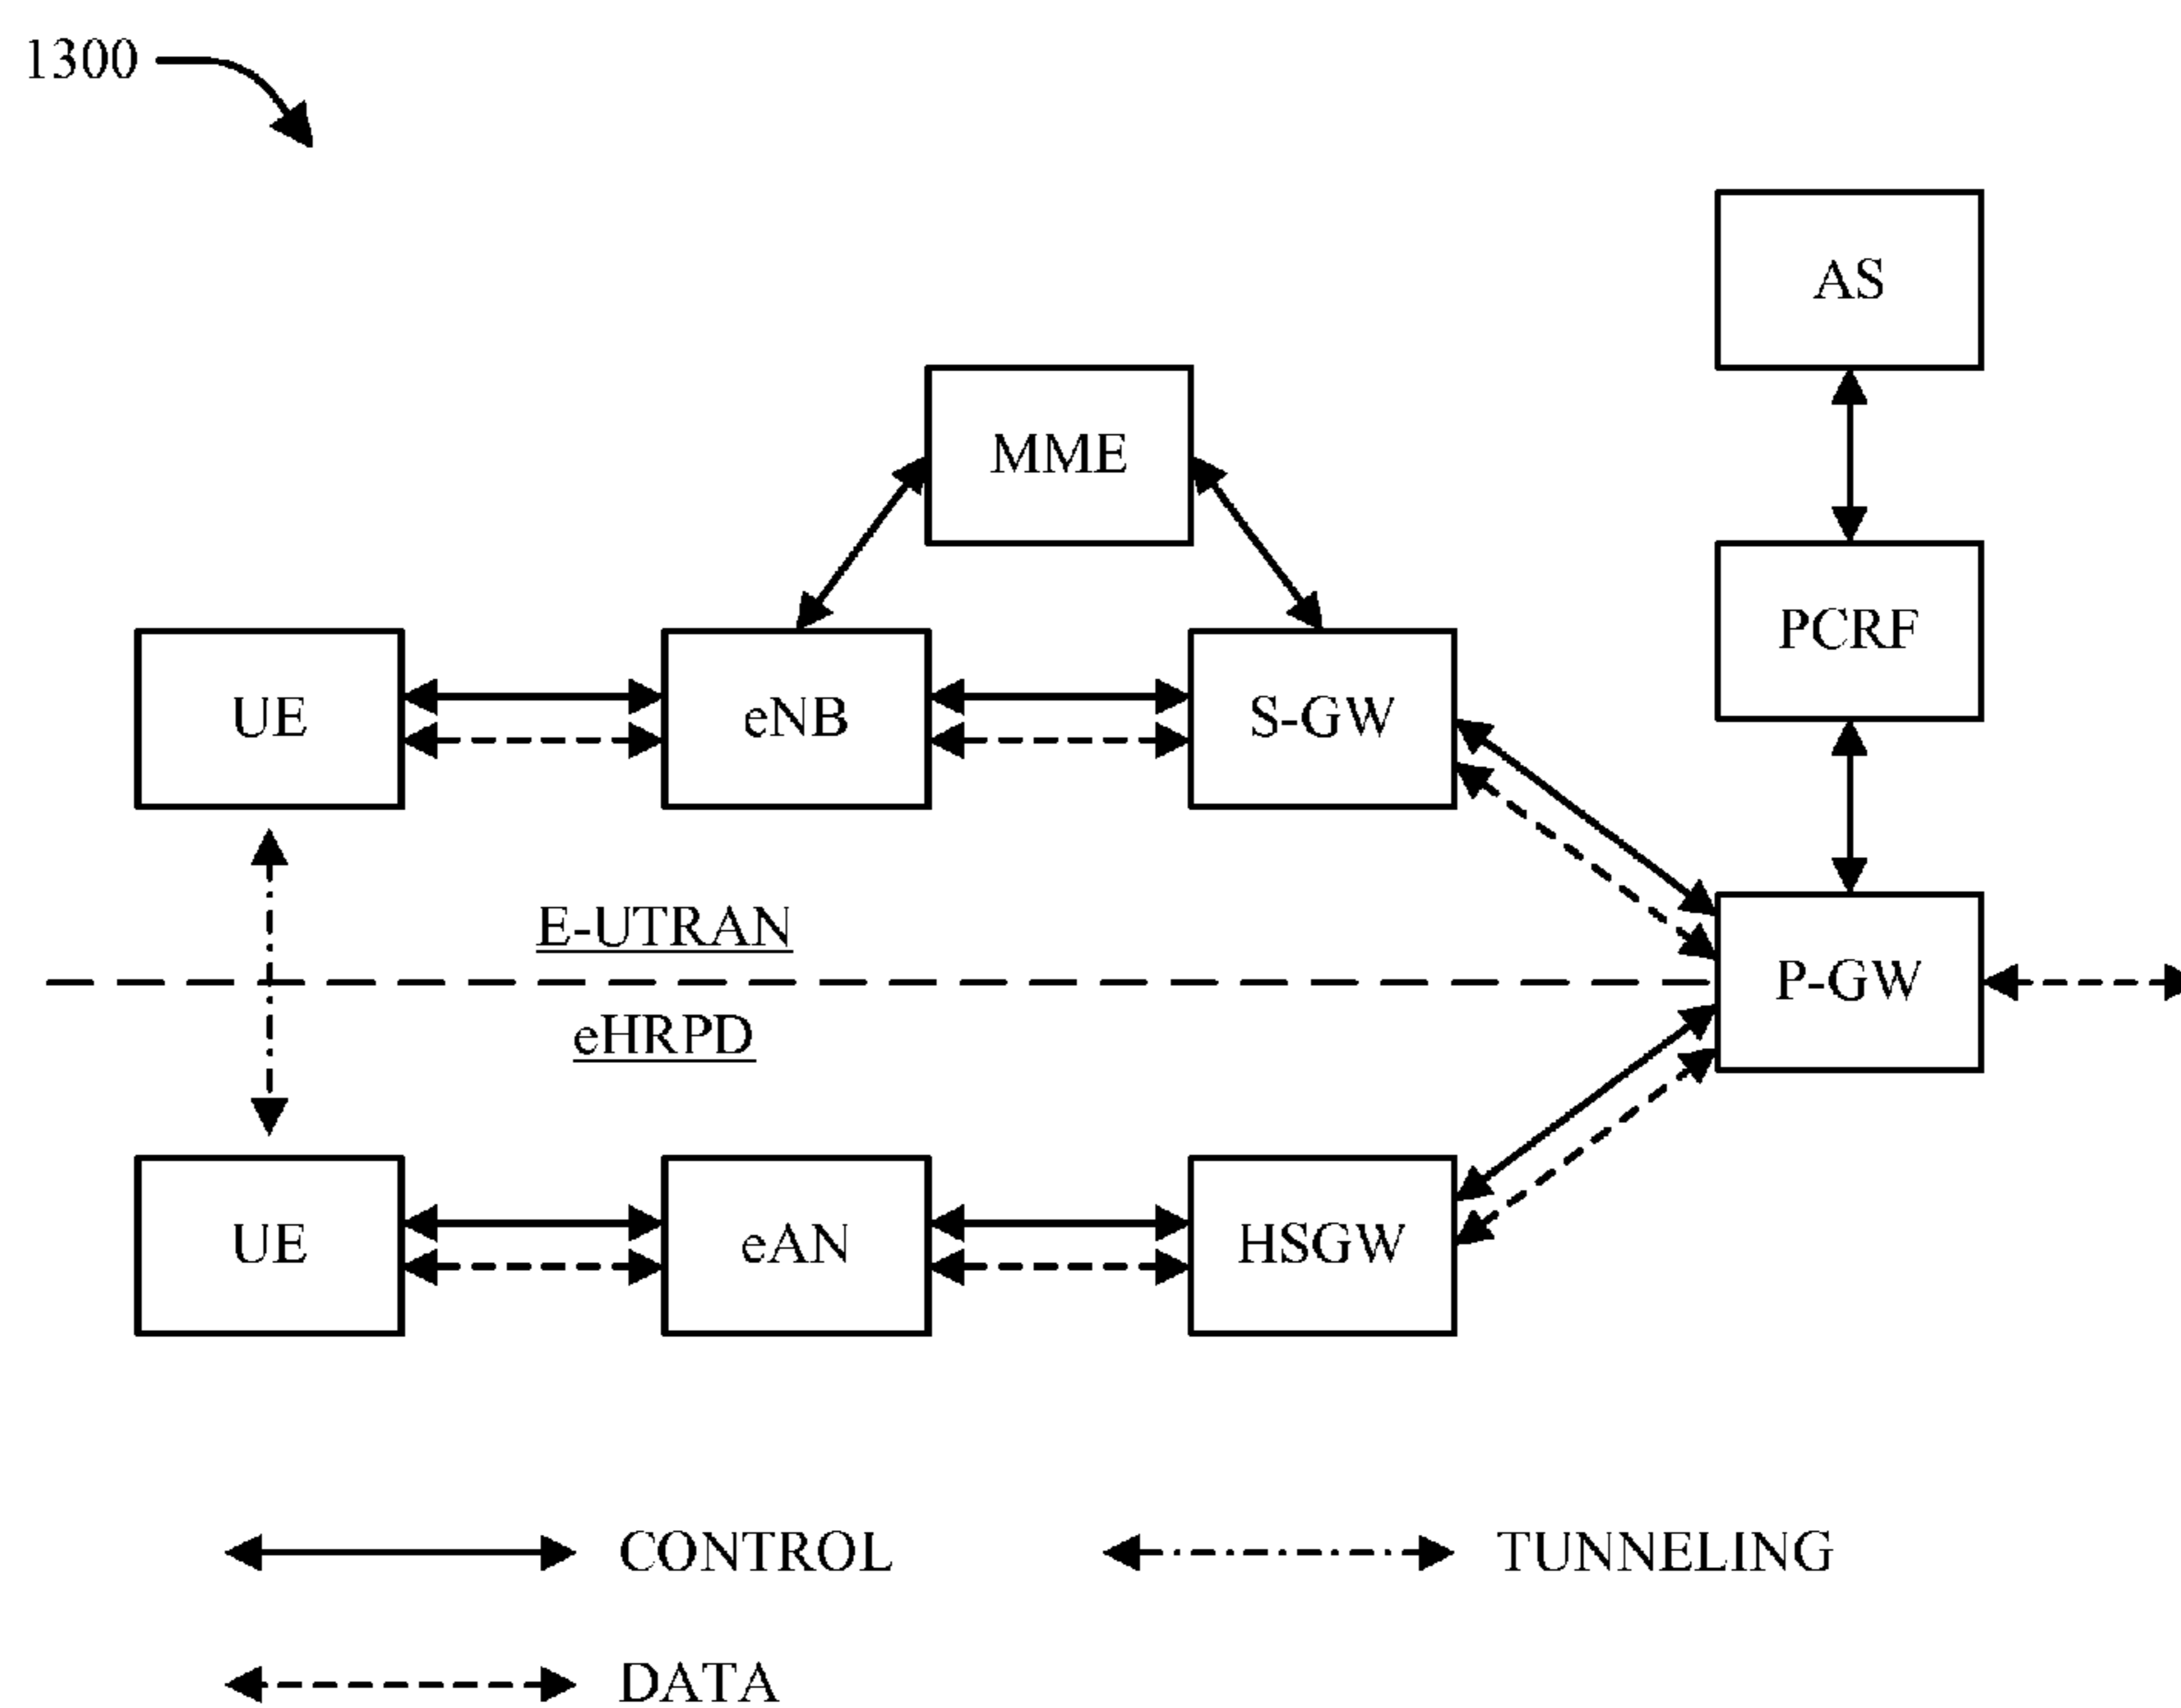 1300
AS
MME
PCRF
UE
eNB
S-GW
E-UTRAN
P-GW
eHRPD
UE
eAN
HSGW
CONTROL
TUNNELING
DATA